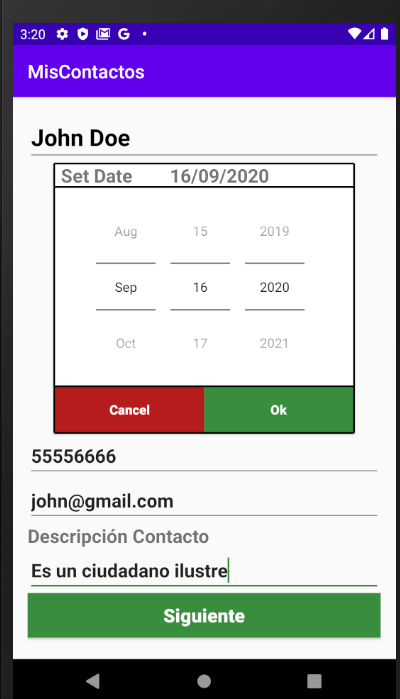 3:20 G
MisContactos
John Doe
Set Date 16/09/2020
Aug 15 2019
Sep 16 2020
Oct 17 2021
Cancel Ok
55556666
john@gmail.com
Descripción Contacto
Es un ciudadano ilustre
Siguiente